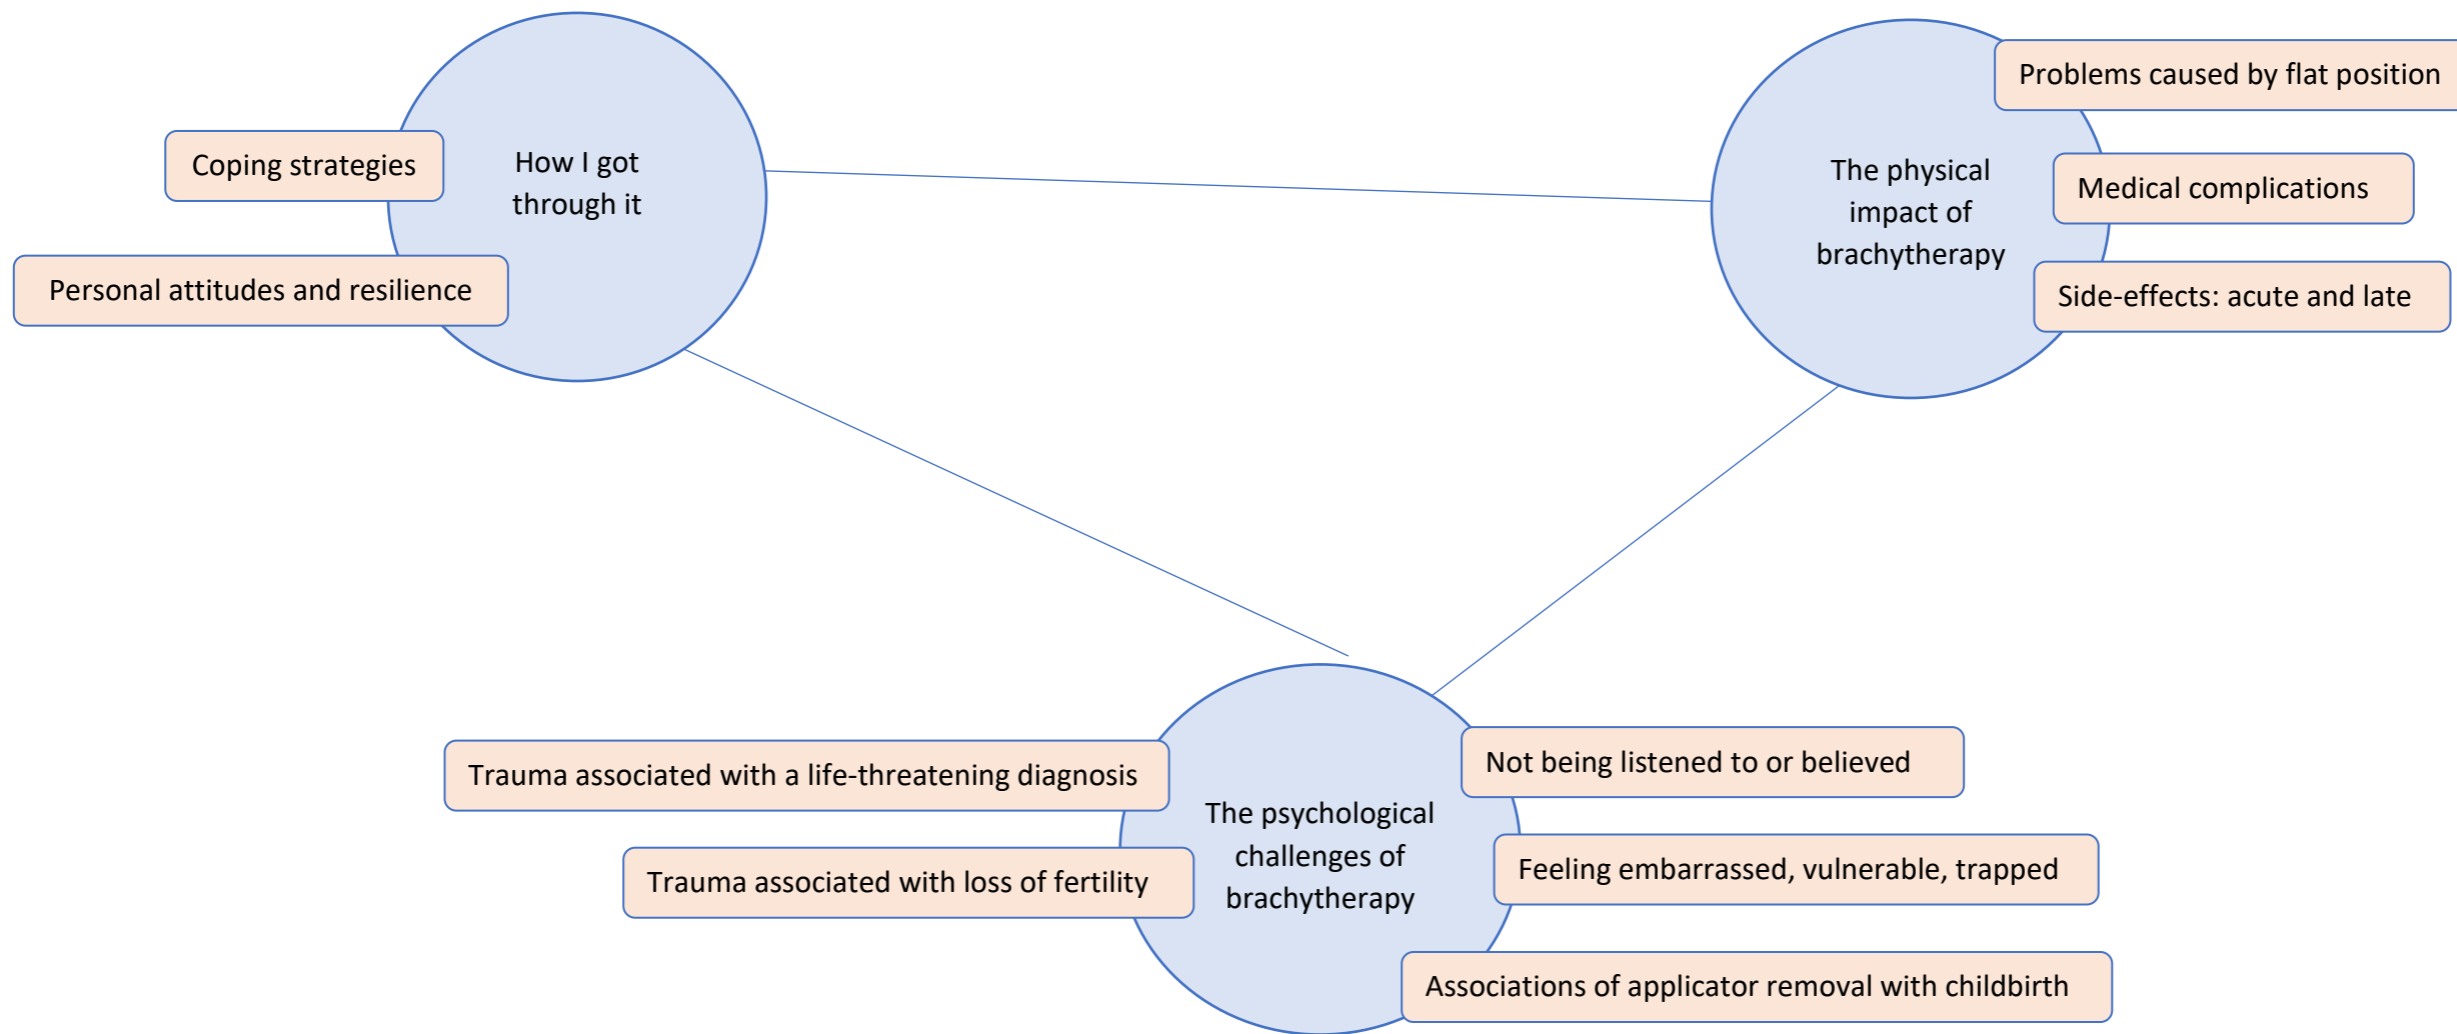 How I got
through it
Coping strategies
Personal attitudes and resilience
The physical
impact of
brachytherapy
Problems caused by flat position
Medical complications
Side-effects: acute and late
The psychological
challenges of
brachytherapy
Trauma associated with a life-threatening diagnosis
Trauma associated with loss of fertility
Not being listened to or believed
Feeling embarrassed, vulnerable, trapped
Associations of applicator removal with childbirth